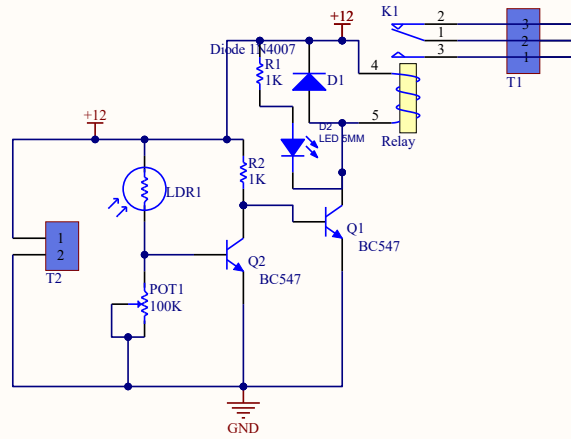 +12
K1
2
1
3
3
2
1
T1
Diode 1N4007
R1
1K
D1
4
5
Relay
+12
D2
LED 5MM
R2
1K
LDR1
Q1
BC547
1
2
T2
Q2
BC547
POT1
100K
GND